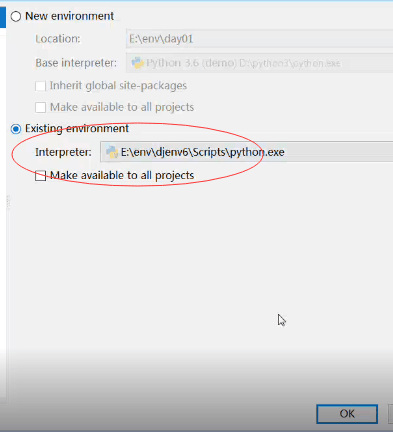 New environment
Location: E:\env\day01
Base interpreter: Python 3.6 (demo) D:\python1\python.exe
Inherit global site-packages
Make available to all projects
Existing environment
Interpreter: E:\env\djenv6\Scripts\python.exe
Make available to all projects
OK